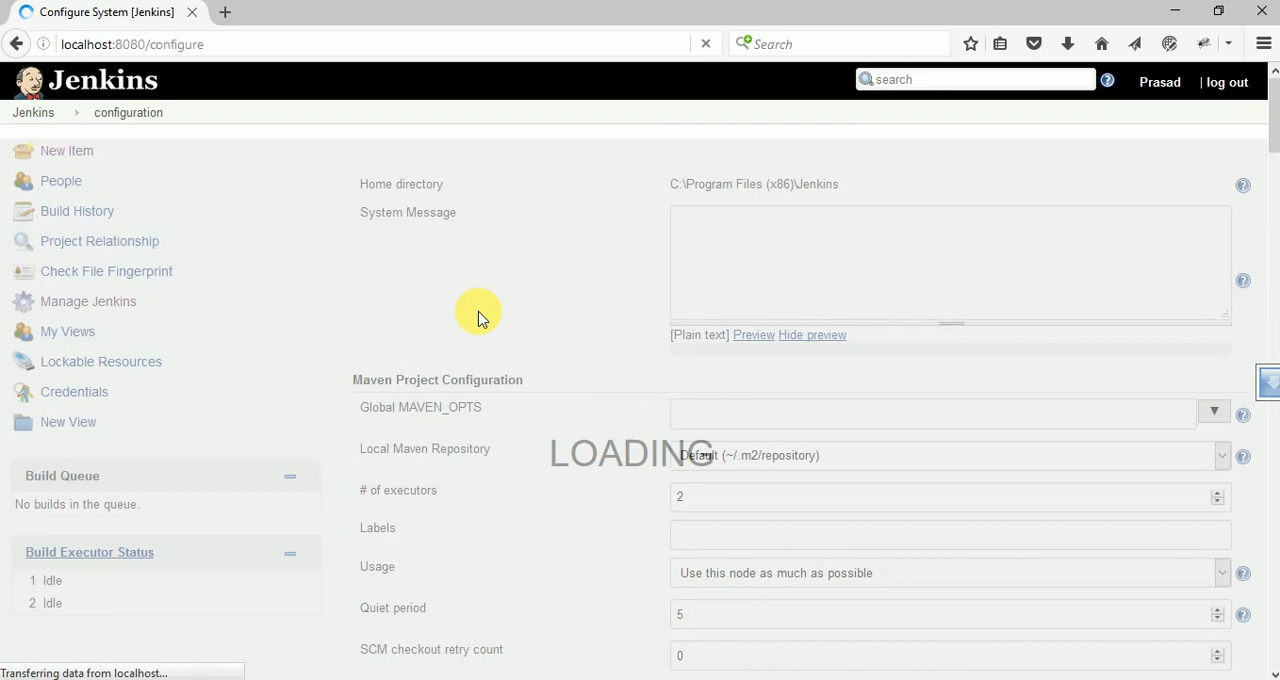 Configure System [Jenkins]
localhost:8080/configure
Search
Jenkins
search
Prasad
| log out
Jenkins
configuration
New Item
People
Build History
Project Relationship
Check File Fingerprint
Manage Jenkins
My Views
Lockable Resources
Credentials
New View
Build Queue
No builds in the queue.
Build Executor Status
1 Idle
2 Idle
Home directory
C:\Program Files (x86)\Jenkins
System Message
[Plain text] Preview Hide preview
Maven Project Configuration
Global MAVEN_OPTS
Local Maven Repository
Default (~/.m2/repository)
LOADING
# of executors
2
Labels
Usage
Use this node as much as possible
Quiet period
5
SCM checkout retry count
0
Transferring data from localhost...